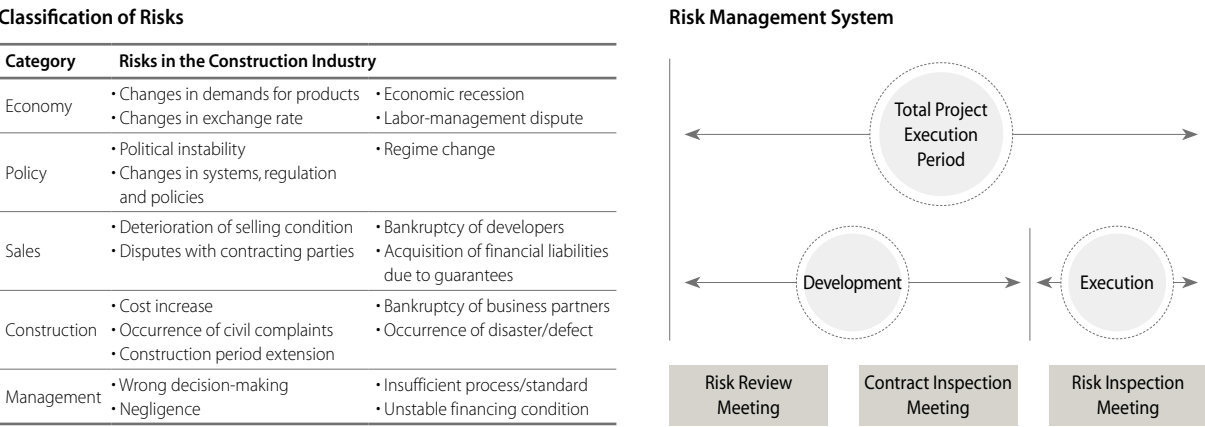 Classification of Risks
Category Risks in the Construction Industry
Economy
• Changes in demands for products • Economic recession
• Changes in exchange rate • Labor-management dispute
Policy
• Political instability • Regime change
• Changes in systems, regulation
and policies
Sales
• Deterioration of selling condition • Bankruptcy of developers
• Disputes with contracting parties • Acquisition of financial liabilities
due to guarantees
Construction
• Cost increase • Bankruptcy of business partners
• Occurrence of civil complaints • Occurrence of disaster/defect
• Construction period extension
Management
• Wrong decision-making • Insufficient process/standard
• Negligence • Unstable financing condition
Risk Management System
Total Project
Execution
Period
Development
Execution
Risk Review
Meeting
Contract Inspection
Meeting
Risk Inspection
Meeting